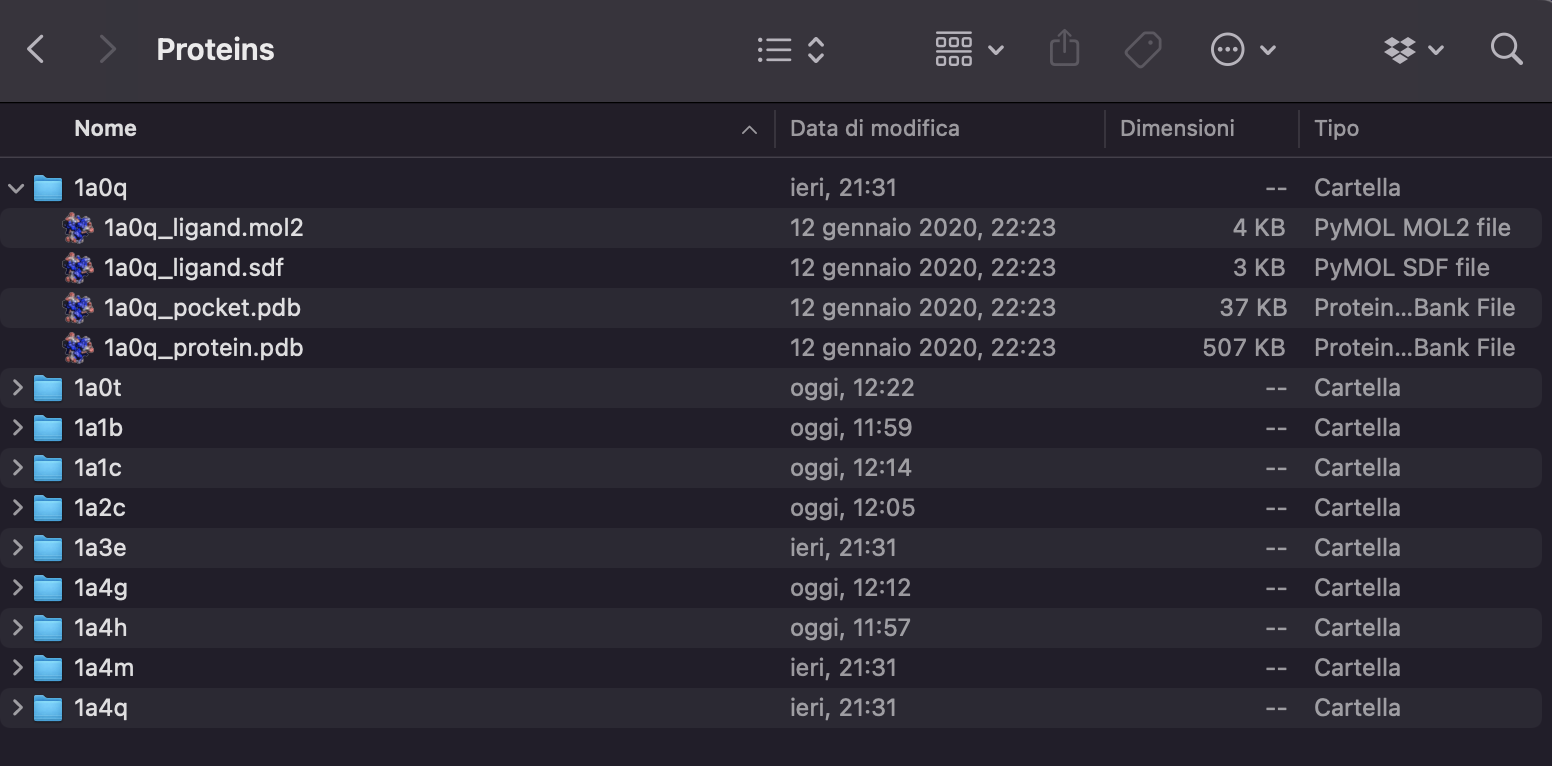 Proteins
Nome Data di modifica Dimensioni Tipo
1a0q ieri, 21:31 -- Cartella
1a0q_ligand.mol2 12 gennaio 2020, 22:23 4 KB PyMOL MOL2 file
1a0q_ligand.sdf 12 gennaio 2020, 22:23 3 KB PyMOL SDF file
1a0q_pocket.pdb 12 gennaio 2020, 22:23 37 KB Protein...Bank File
1a0q_protein.pdb 12 gennaio 2020, 22:23 507 KB Protein...Bank File
1a0t oggi, 12:22 -- Cartella
1a1b oggi, 11:59 -- Cartella
1a1c oggi, 12:14 -- Cartella
1a2c oggi, 12:05 -- Cartella
1a3e ieri, 21:31 -- Cartella
1a4g oggi, 12:12 -- Cartella
1a4h oggi, 11:57 -- Cartella
1a4m ieri, 21:31 -- Cartella
1a4q ieri, 21:31 -- Cartella